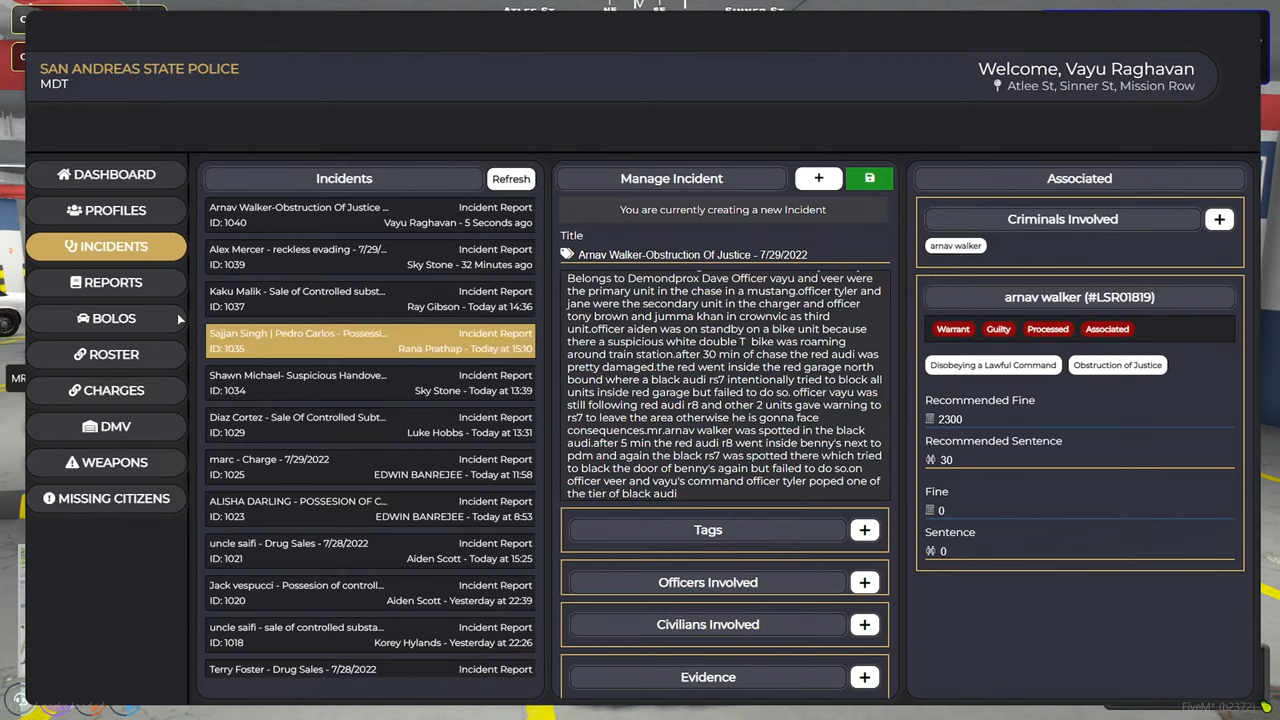 SAN ANDREAS STATE POLICE
MDT
Welcome, Vayu Raghavan
Atlee St, Sinner St, Mission Row
DASHBOARD
PROFILES
INCIDENTS
REPORTS
BOLOS
ROSTER
CHARGES
DMV
WEAPONS
MISSING CITIZENS
Incidents
Refresh
Arnav Walker-Obstruction Of Justice ... Incident Report
ID: 1040 Vayu Raghavan - 5 Seconds ago
Alex Mercer - reckless evading - 7/29/... Incident Report
ID: 1039 Sky Stone - 32 Minutes ago
Kaku Malik - Sale of Controlled subst... Incident Report
ID: 1037 Ray Gibson - Today at 14:36
Sajjan Singh | Pedro Carlos - Possessi... Incident Report
ID: 1035 Rana Prathap - Today at 15:10
Shawn Michael- Suspicious Handove... Incident Report
ID: 1034 Sky Stone - Today at 13:39
Diaz Cortez - Sale Of Controlled Subt... Incident Report
ID: 1029 Luke Hobbs - Today at 13:31
marc - Charge - 7/29/2022 Incident Report
ID: 1025 EDWIN BANREJEE - Today at 11:58
ALISHA DARLING - POSSESION OF C... Incident Report
ID: 1023 EDWIN BANREJEE - Today at 8:53
uncle saifi - Drug Sales - 7/28/2022 Incident Report
ID: 1021 Aiden Scott - Today at 15:25
Jack vespucci - Possesion of controll... Incident Report
ID: 1020 Aiden Scott - Yesterday at 22:39
uncle saifi - sale of controlled substa... Incident Report
ID: 1018 Korey Hylands - Yesterday at 22:26
Terry Foster - Drug Sales - 7/28/2022 Incident Report
Manage Incident
You are currently creating a new Incident
Title
Arnav Walker-Obstruction Of Justice - 7/29/2022
Belongs to Demondprox Dave Officer vayu and veer were
the primary unit in the chase in a mustang.officer tyler and
jane were the secondary unit in the charger and officer
tony brown and jumma khan in crownvic as third
unit.officer aiden was on standby on a bike unit because
there a suspicious white double T bike was roaming
around train station.after 30 min of chase the red audi was
pretty damaged.the red went inside the red garage north
bound where a black audi rs7 intentionally tried to block all
units inside red garage but failed to do so. officer vayu was
still following red audi r8 and other 2 units gave warning to
rs7 to leave the area otherwise he is gonna face
consequences.mr.arnav walker was spotted in the black
audi.after 5 min the red audi r8 went inside benny's next to
pdm and again the black rs7 was spotted there which tried
to black the door of benny's again but failed to do so.on
officer veer and vayu's command officer tyler poped one of
the tier of black audi
Tags
Officers Involved
Civilians Involved
Evidence
Associated
Criminals Involved
arnav walker
arnav walker (#LSR01819)
Warrant Guilty Processed Associated
Disobeying a Lawful Command Obstruction of Justice
Recommended Fine
2300
Recommended Sentence
30
Fine
0
Sentence
0
FiveM* (b2372)